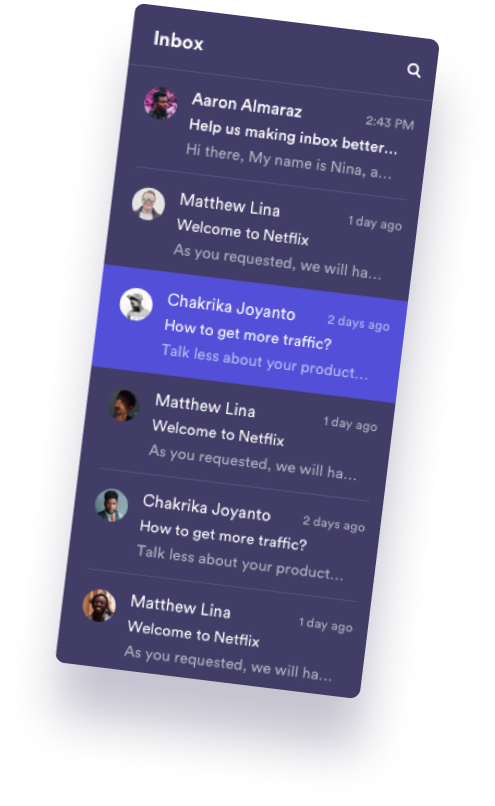 Inbox
Aaron Almaraz
2:43 PM
Help us making inbox better...
Hi there, My name is Nina, a...
Matthew Lina
1 day ago
Welcome to Netflix
As you requested, we will ha...
Chakrika Joyanto
2 days ago
How to get more traffic?
Talk less about your product...
Matthew Lina
1 day ago
Welcome to Netflix
As you requested, we will ha...
Chakrika Joyanto
2 days ago
How to get more traffic?
Talk less about your product...
Matthew Lina
1 day ago
Welcome to Netflix
As you requested, we will ha...